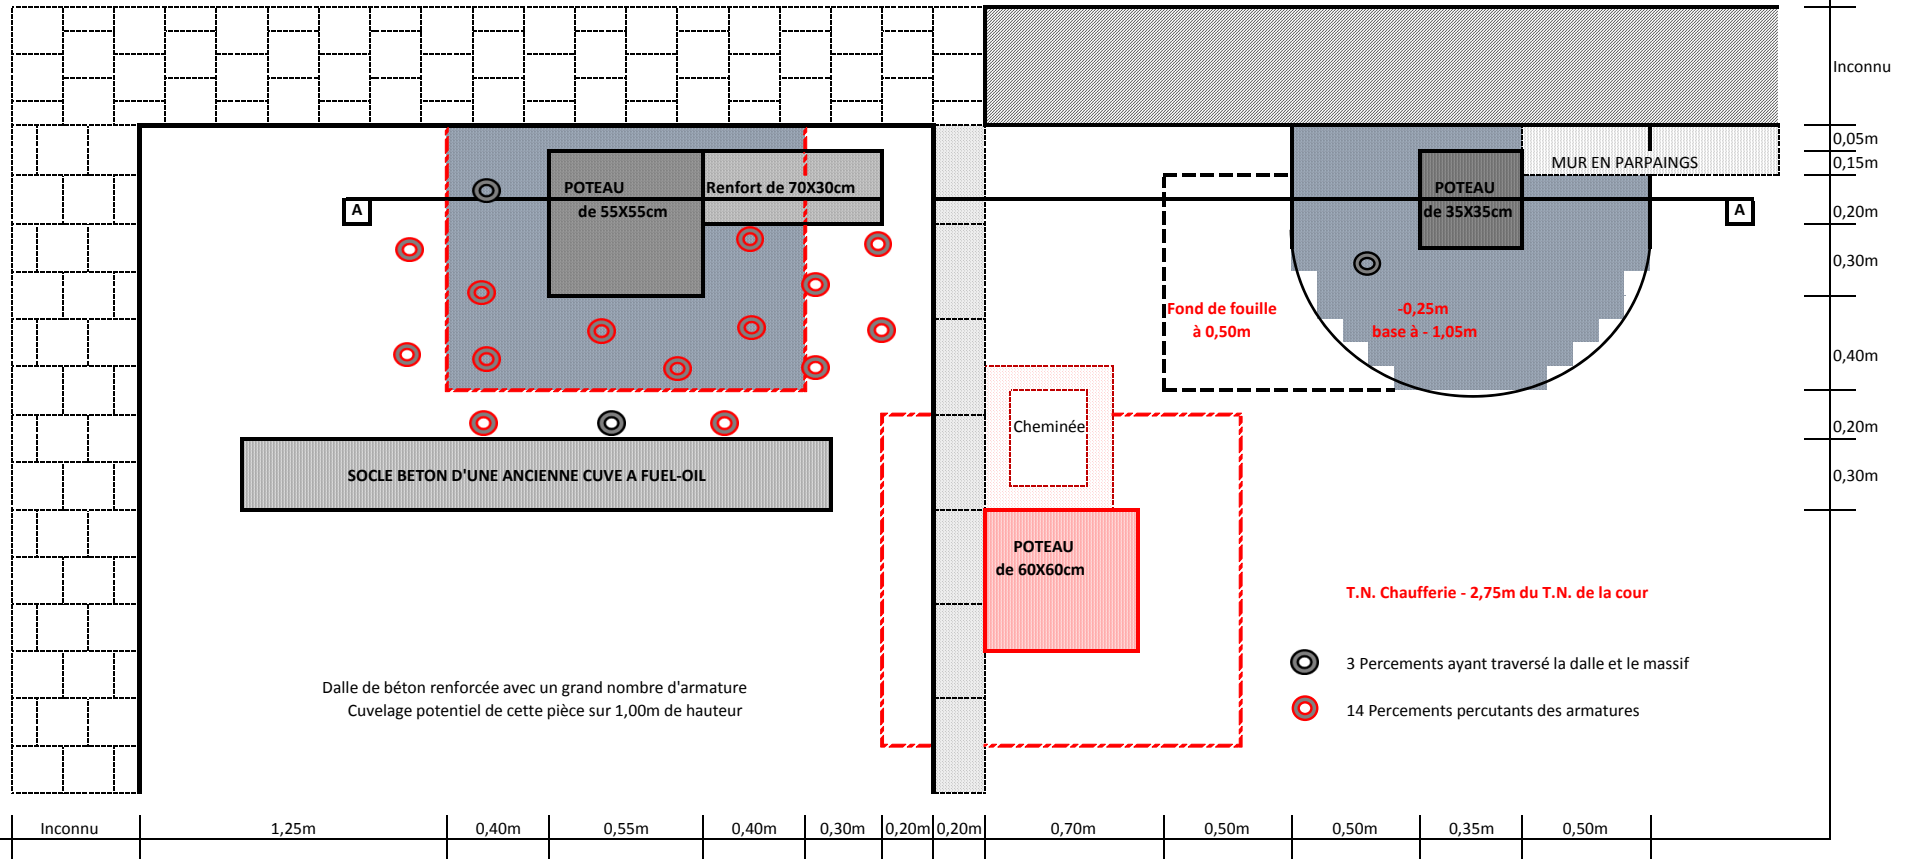 Inconnu
0,05m
0,15m
MUR EN PARPAINGS
POTEAU
de 55X55cm
Renfort de 70X30cm
POTEAU
de 35X35cm
A
A
0,20m
0,30m
Fond de fouille
à 0,50m
-0,25m
base à - 1,05m
0,40m
Cheminée
0,20m
SOCLE BETON D'UNE ANCIENNE CUVE A FUEL-OIL
0,30m
POTEAU
de 60X60cm
T.N. Chaufferie - 2,75m du T.N. de la cour
3 Percements ayant traversé la dalle et le massif
Dalle de béton renforcée avec un grand nombre d'armature
Cuvelage potentiel de cette pièce sur 1,00m de hauteur
14 Percements percutants des armatures
Inconnu 1,25m 0,40m 0,55m 0,40m 0,30m 0,20m 0,20m 0,70m 0,50m 0,50m 0,35m 0,50m